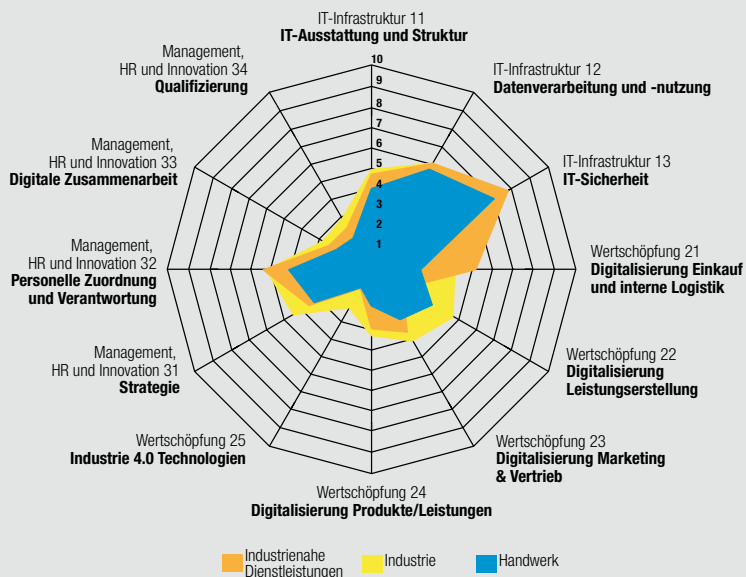 IT-Infrastruktur 11
IT-Ausstattung und Struktur
IT-Infrastruktur 12
Datenverarbeitung und -nutzung
IT-Infrastruktur 13
IT-Sicherheit
Wertschöpfung 21
Digitalisierung Einkauf
und interne Logistik
Wertschöpfung 22
Digitalisierung
Leistungserstellung
Wertschöpfung 23
Digitalisierung Marketing
& Vertrieb
Wertschöpfung 24
Digitalisierung Produkte/Leistungen
Wertschöpfung 25
Industrie 4.0 Technologien
Management,
HR und Innovation 31
Strategie
Management,
HR und Innovation 32
Personelle Zuordnung
und Verantwortung
Management,
HR und Innovation 33
Digitale Zusammenarbeit
Management,
HR und Innovation 34
Qualifizierung
10
9
8
7
6
5
4
3
2
1
Industrienahe
Dienstleistungen
Industrie
Handwerk